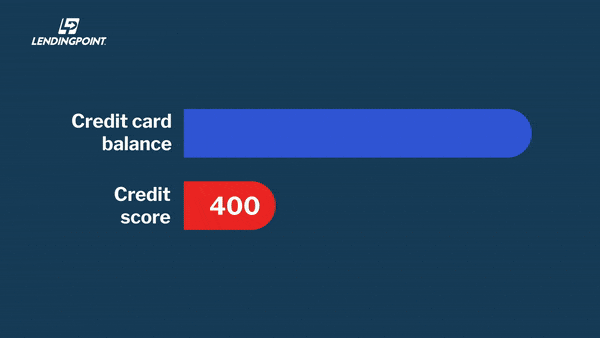 LENDINGPOINT.
Credit card
balance
Credit
score
400